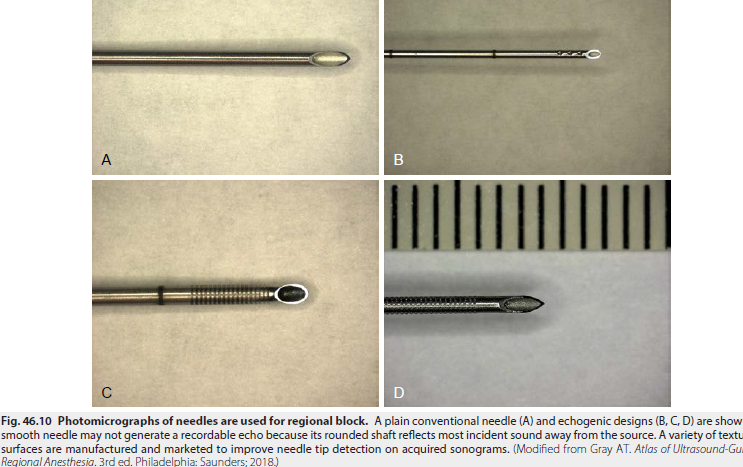 A
B
C
D
Fig. 46.10 Photomicrographs of needles are used for regional block. A plain conventional needle (A) and echogenic designs (B, C, D) are show
smooth needle may not generate a recordable echo because its rounded shaft reflects most incident sound away from the source. A variety of textu
surfaces are manufactured and marketed to improve needle tip detection on acquired sonograms. (Modified from Gray AT. Atlas of Ultrasound-Gu
Regional Anesthesia. 3rd ed. Philadelphia: Saunders; 2018.)